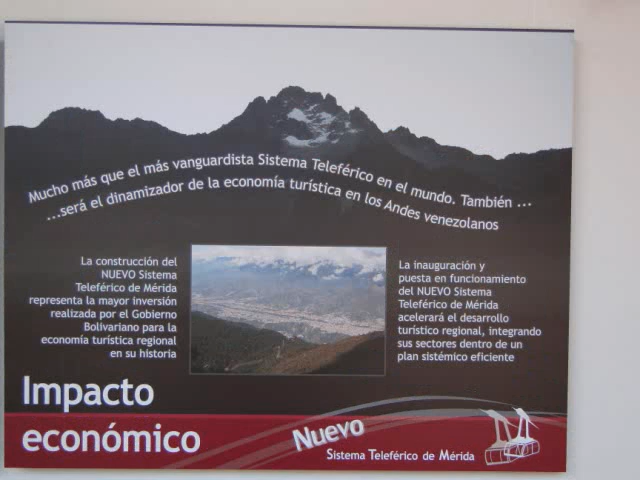 Mucho más que el más vanguardista Sistema Teleférico en el mundo. También ...
...será el dinamizador de la economía turística en los Andes venezolanos
La construcción del
NUEVO Sistema
Teleférico de Mérida
representa la mayor inversión
realizada por el Gobierno
Bolivariano para la
economía turística regional
en su historia
La inauguración y
puesta en funcionamiento
del NUEVO Sistema
Teleférico de Mérida
acelerará el desarrollo
turístico regional, integrando
sus sectores dentro de un
plan sistémico eficiente
Impacto
económico
Nuevo
Sistema Teleférico de Mérida